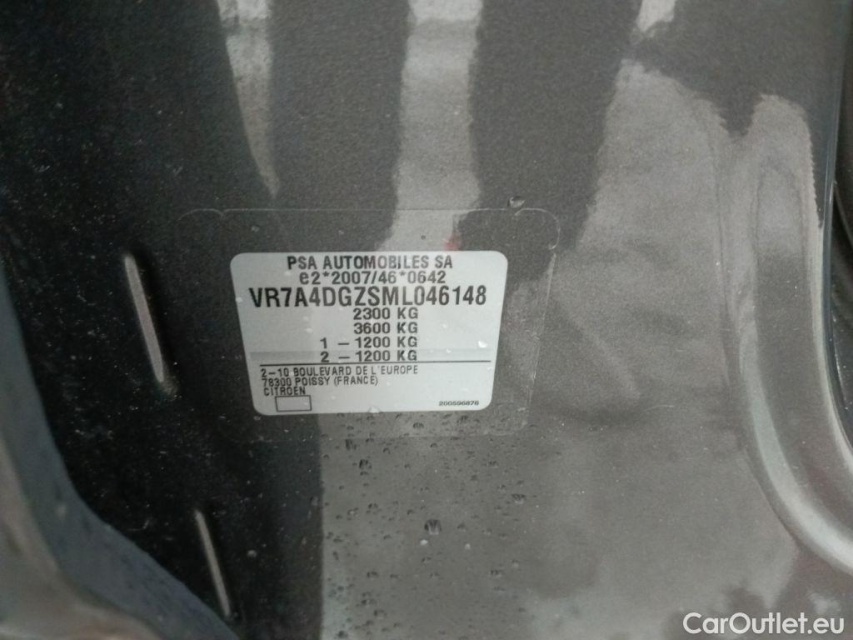 PSA AUTOMOBILES SA
e2*2007/46*0642
VR7A4DGZSML046148
2300 KG
3600 KG
1 - 1200 KG
2 - 1200 KG
2-10 BOULEVARD DE L'EUROPE
78300 POISSY (FRANCE)
CITROEN
CarOutlet.eu